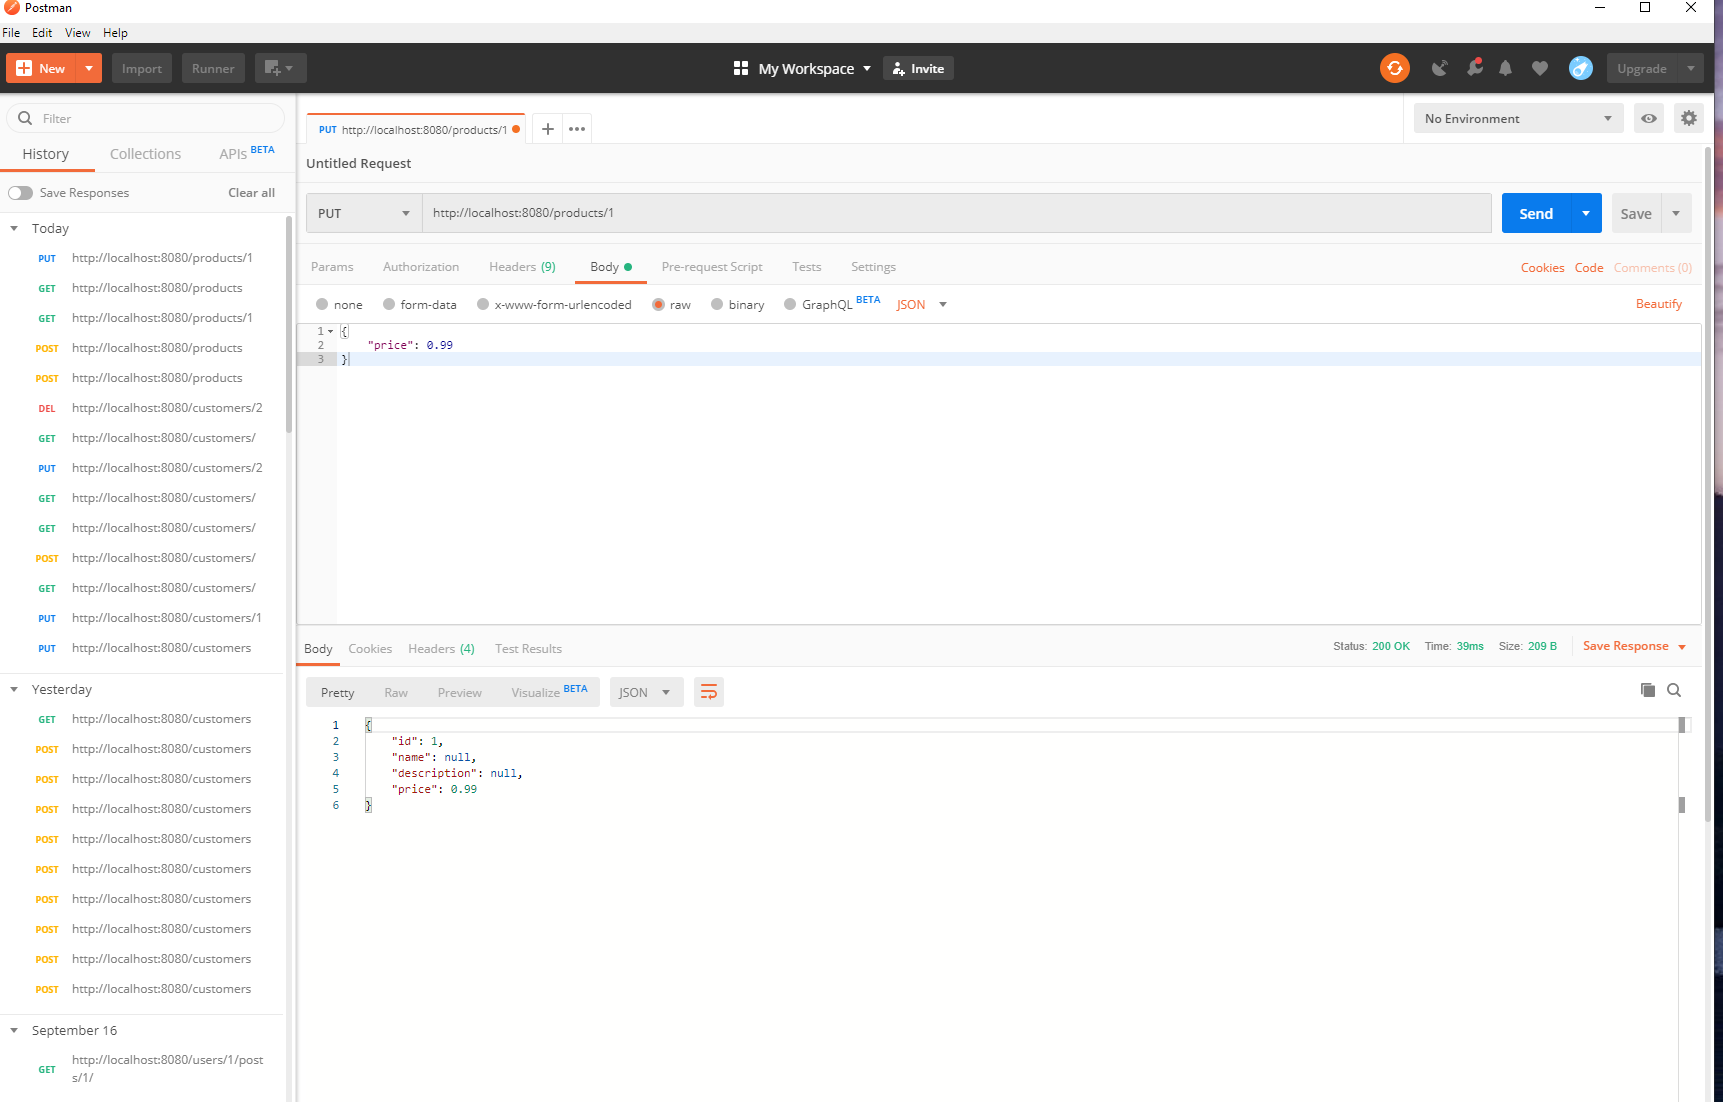 Postman
File Edit View Help
New Import Runner My Workspace Invite Upgrade
Filter
History Collections APIs BETA
Save Responses Clear all
Today
PUT http://localhost:8080/products/1
GET http://localhost:8080/products
GET http://localhost:8080/products/1
POST http://localhost:8080/products
POST http://localhost:8080/products
DEL http://localhost:8080/customers/2
GET http://localhost:8080/customers/
PUT http://localhost:8080/customers/2
GET http://localhost:8080/customers/
GET http://localhost:8080/customers/
POST http://localhost:8080/customers/
GET http://localhost:8080/customers/
PUT http://localhost:8080/customers/1
PUT http://localhost:8080/customers
Yesterday
GET http://localhost:8080/customers
POST http://localhost:8080/customers
POST http://localhost:8080/customers
POST http://localhost:8080/customers
POST http://localhost:8080/customers
POST http://localhost:8080/customers
POST http://localhost:8080/customers
POST http://localhost:8080/customers
POST http://localhost:8080/customers
POST http://localhost:8080/customers
September 16
GET http://localhost:8080/users/1/post
s/1/
PUT http://localhost:8080/products/1
No Environment
Untitled Request
PUT http://localhost:8080/products/1 Send Save
Params Authorization Headers (9) Body Pre-request Script Tests Settings Cookies Code Comments (0)
none form-data x-www-form-urlencoded raw binary GraphQL BETA JSON Beautify
1 {
2 "price": 0.99
3 }
Body Cookies Headers (4) Test Results Status: 200 OK Time: 39ms Size: 209 B Save Response
Pretty Raw Preview Visualize BETA JSON
1 {
2 "id": 1,
3 "name": null,
4 "description": null,
5 "price": 0.99
6 }